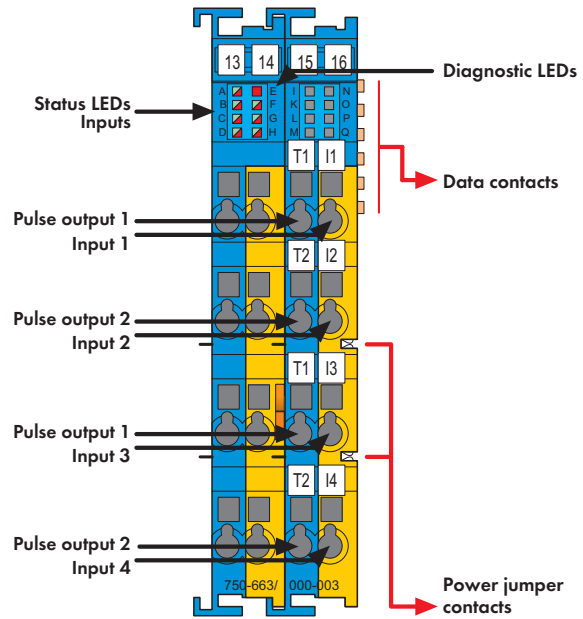 13 14 15 16
Diagnostic LEDs
A E I N
Status LEDs
Inputs
B F K O
C G L P
D H M Q
T1 I1
Data contacts
Pulse output 1
Input 1
T2 I2
Pulse output 2
Input 2
T1 I3
Pulse output 1
Input 3
T2 I4
Pulse output 2
Input 4
750-663/ 000-003
Power jumper
contacts